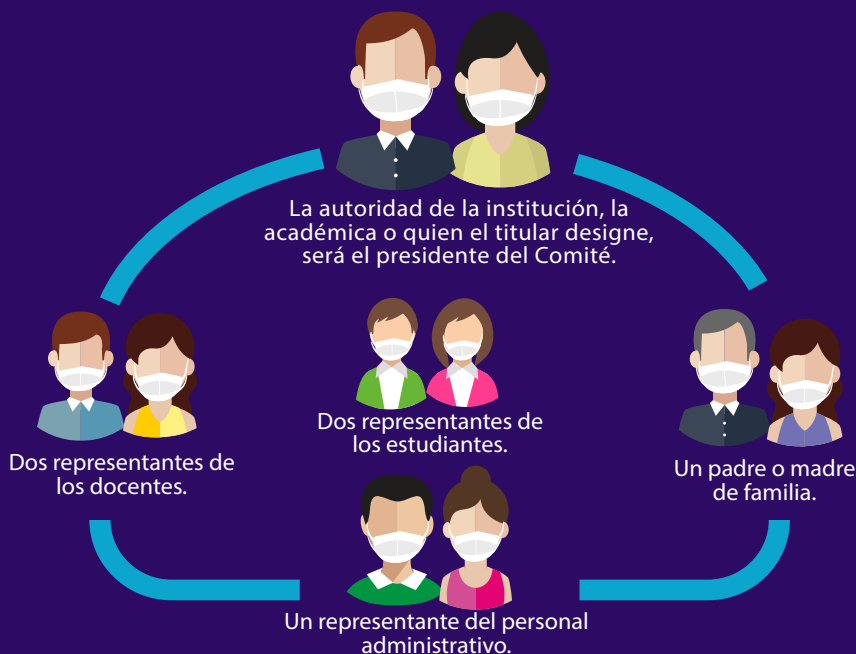 La autoridad de la institución, la
académica o quien el titular designe,
será el presidente del Comité.
Dos representantes de
los docentes.
Dos representantes de
los estudiantes.
Un padre o madre
de familia.
Un representante del personal
administrativo.